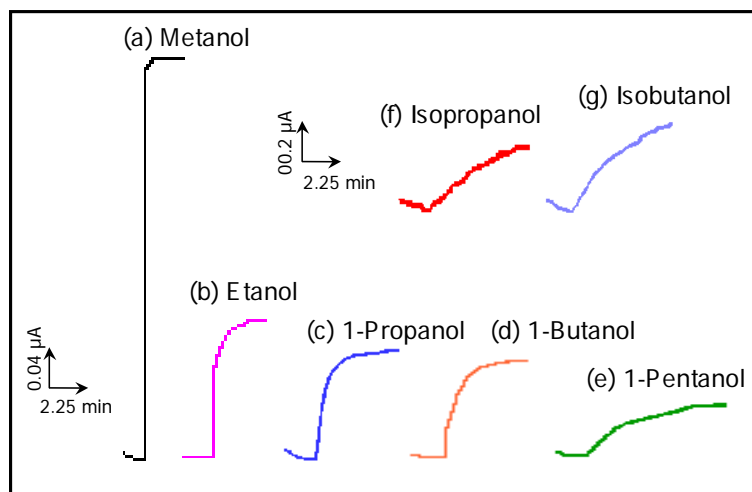 (a) Metanol
(f) Isopropanol
(g) Isobutanol
00.2 µA
2.25 min
(b) Etanol
(c) 1-Propanol
(d) 1-Butanol
(e) 1-Pentanol
0.04 µA
2.25 min